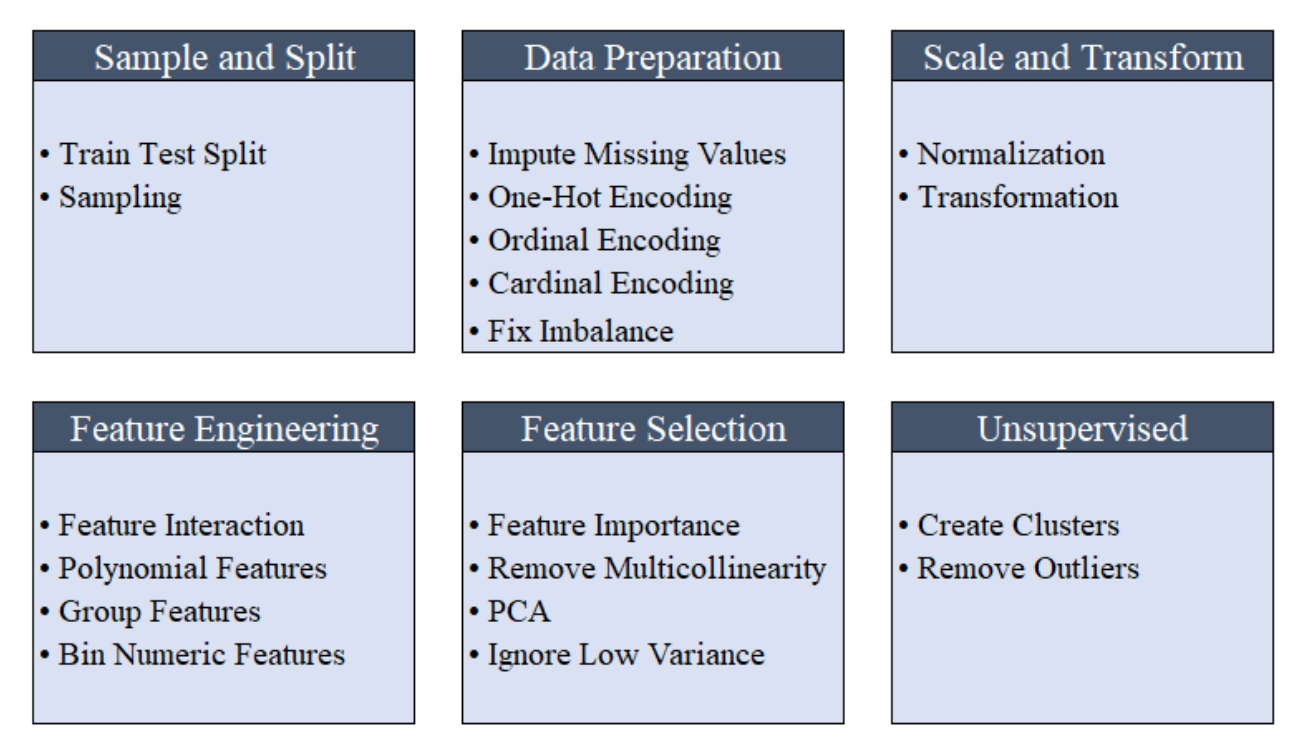 Sample and Split
• Train Test Split
• Sampling
Data Preparation
• Impute Missing Values
• One-Hot Encoding
• Ordinal Encoding
• Cardinal Encoding
• Fix Imbalance
Scale and Transform
• Normalization
• Transformation
Feature Engineering
• Feature Interaction
• Polynomial Features
• Group Features
• Bin Numeric Features
Feature Selection
• Feature Importance
• Remove Multicollinearity
• PCA
• Ignore Low Variance
Unsupervised
• Create Clusters
• Remove Outliers